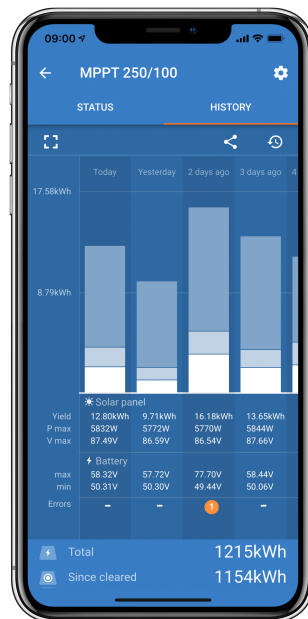 09:00
MPPT 250/100
STATUS HISTORY
Today Yesterday 2 days ago 3 days ago 4
17.58kWh
8.79kWh
Solar panel
Yield 12.80kWh 9.71kWh 16.18kWh 13.65kWh
P max 5832W 5772W 5770W 5844W
V max 87.49V 86.59V 86.54V 87.66V
Battery
max 58.32V 57.72V 77.70V 58.44V
min 50.31V 50.30V 49.44V 50.06V
Errors – – 1 –
Total 1215kWh
Since cleared 1154kWh